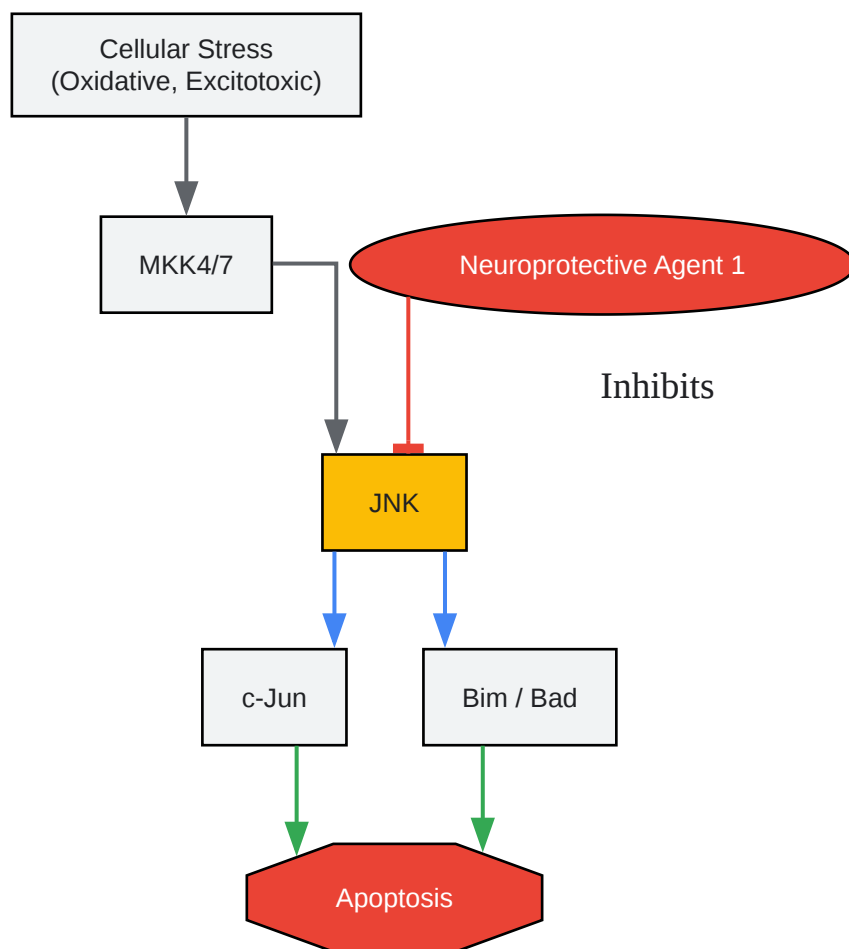 Cellular Stress
(Oxidative, Excitotoxic)
MKK4/7
Neuroprotective Agent 1
Inhibits
JNK
c-Jun
Bim / Bad
Apoptosis